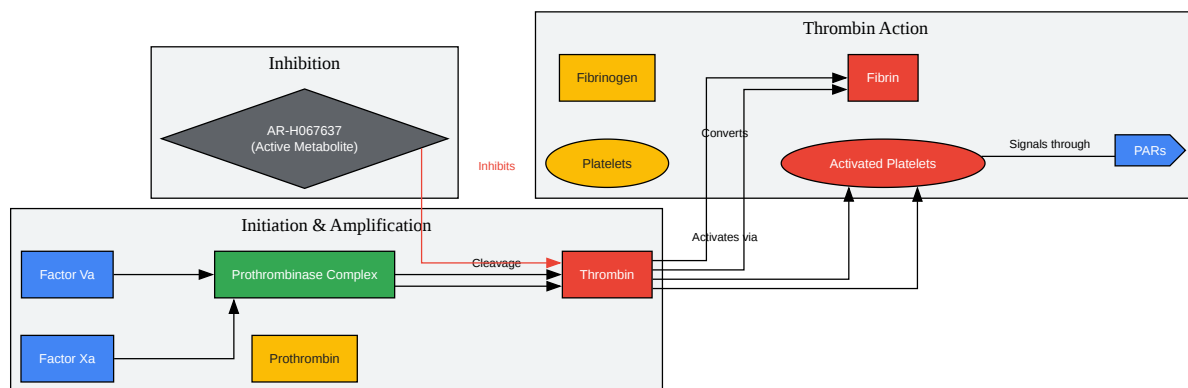 Thrombin Action
Inhibition
Fibrinogen
Fibrin
AR-H067637
(Active Metabolite)
Converts
Inhibits
Platelets
Activated Platelets
Signals through
PARs
Initiation & Amplification
Activates via
Factor Va
Prothrombinase Complex
Cleavage
Thrombin
Factor Xa
Prothrombin